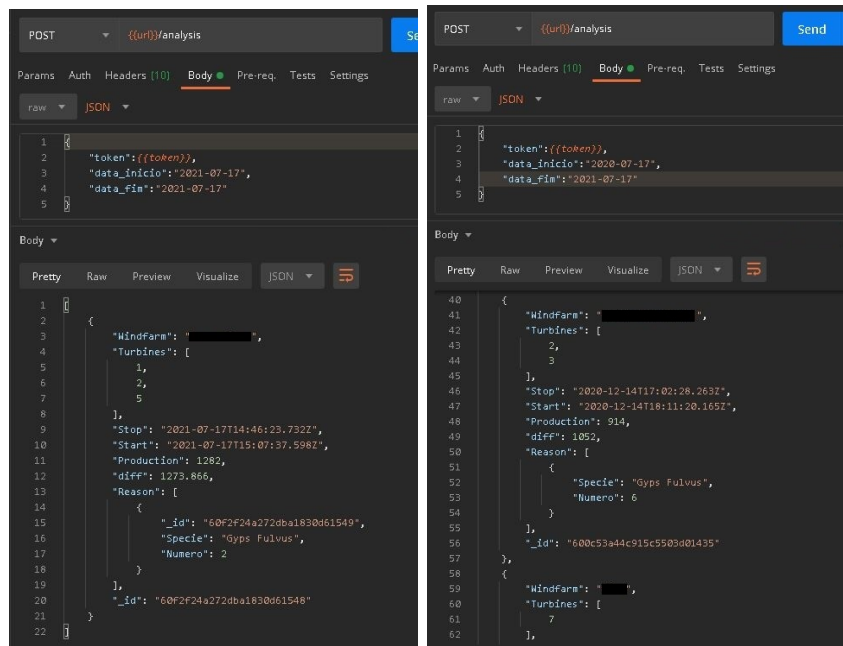 POST {{url}}/analysis Se
Params Auth Headers (10) Body Pre-req. Tests Settings
raw JSON
1 {
2 "token":{{token}},
3 "data_inicio":"2021-07-17",
4 "data_fim":"2021-07-17"
5 }
Body
Pretty Raw Preview Visualize JSON
1 [
2 {
3 "Windfarm": "",
4 "Turbines": [
5 1,
6 2,
7 5
8 ],
9 "Stop": "2021-07-17T14:46:23.732Z",
10 "Start": "2021-07-17T15:07:37.598Z",
11 "Production": 1282,
12 "diff": 1273.866,
13 "Reason": [
14 {
15 "_id": "60f2f24a272dba1830d61549",
16 "Specie": "Gyps Fulvus",
17 "Numero": 2
18 }
19 ],
20 "_id": "60f2f24a272dba1830d61548"
21 }
22 ]
POST {{url}}/analysis Send
Params Auth Headers (10) Body Pre-req. Tests Settings
raw JSON
1 {
2 "token":{{token}},
3 "data_inicio":"2020-07-17",
4 "data_fim":"2021-07-17"
5 }
Body
Pretty Raw Preview Visualize JSON
40 {
41 "Windfarm": "",
42 "Turbines": [
43 2,
44 3
45 ],
46 "Stop": "2020-12-14T17:02:28.263Z",
47 "Start": "2020-12-14T18:11:20.165Z",
48 "Production": 914,
49 "diff": 1052,
50 "Reason": [
51 {
52 "Specie": "Gyps Fulvus",
53 "Numero": 6
54 }
55 ],
56 "_id": "600c53a44c915c5503d01435"
57 },
58 {
59 "Windfarm": "",
60 "Turbines": [
61 7
62 ],